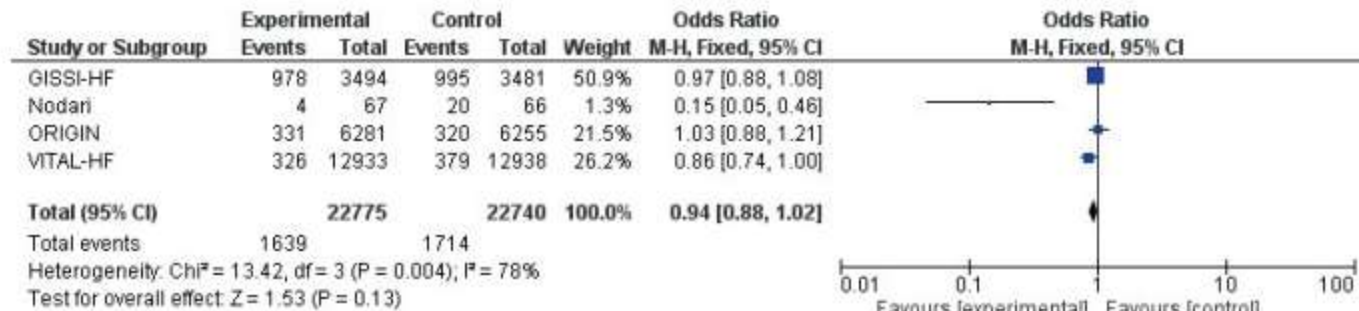 Experimental Control Odds Ratio Odds Ratio
Study or Subgroup Events Total Events Total Weight M-H, Fixed, 95% CI M-H, Fixed, 95% CI
GISSI-HF 978 3494 995 3481 50.9% 0.97 [0.88, 1.08]
Nodari 4 67 20 66 1.3% 0.15 [0.05, 0.46]
ORIGIN 331 6281 320 6255 21.5% 1.03 [0.88, 1.21]
VITAL-HF 326 12933 379 12938 26.2% 0.86 [0.74, 1.00]
Total (95% CI) 22775 22740 100.0% 0.94 [0.88, 1.02]
Total events 1639 1714
Heterogeneity: Chi² = 13.42, df = 3 (P = 0.004); I² = 78%
Test for overall effect: Z = 1.53 (P = 0.13)
0.01 0.1 1 10 100
Favours [experimental] Favours [control]